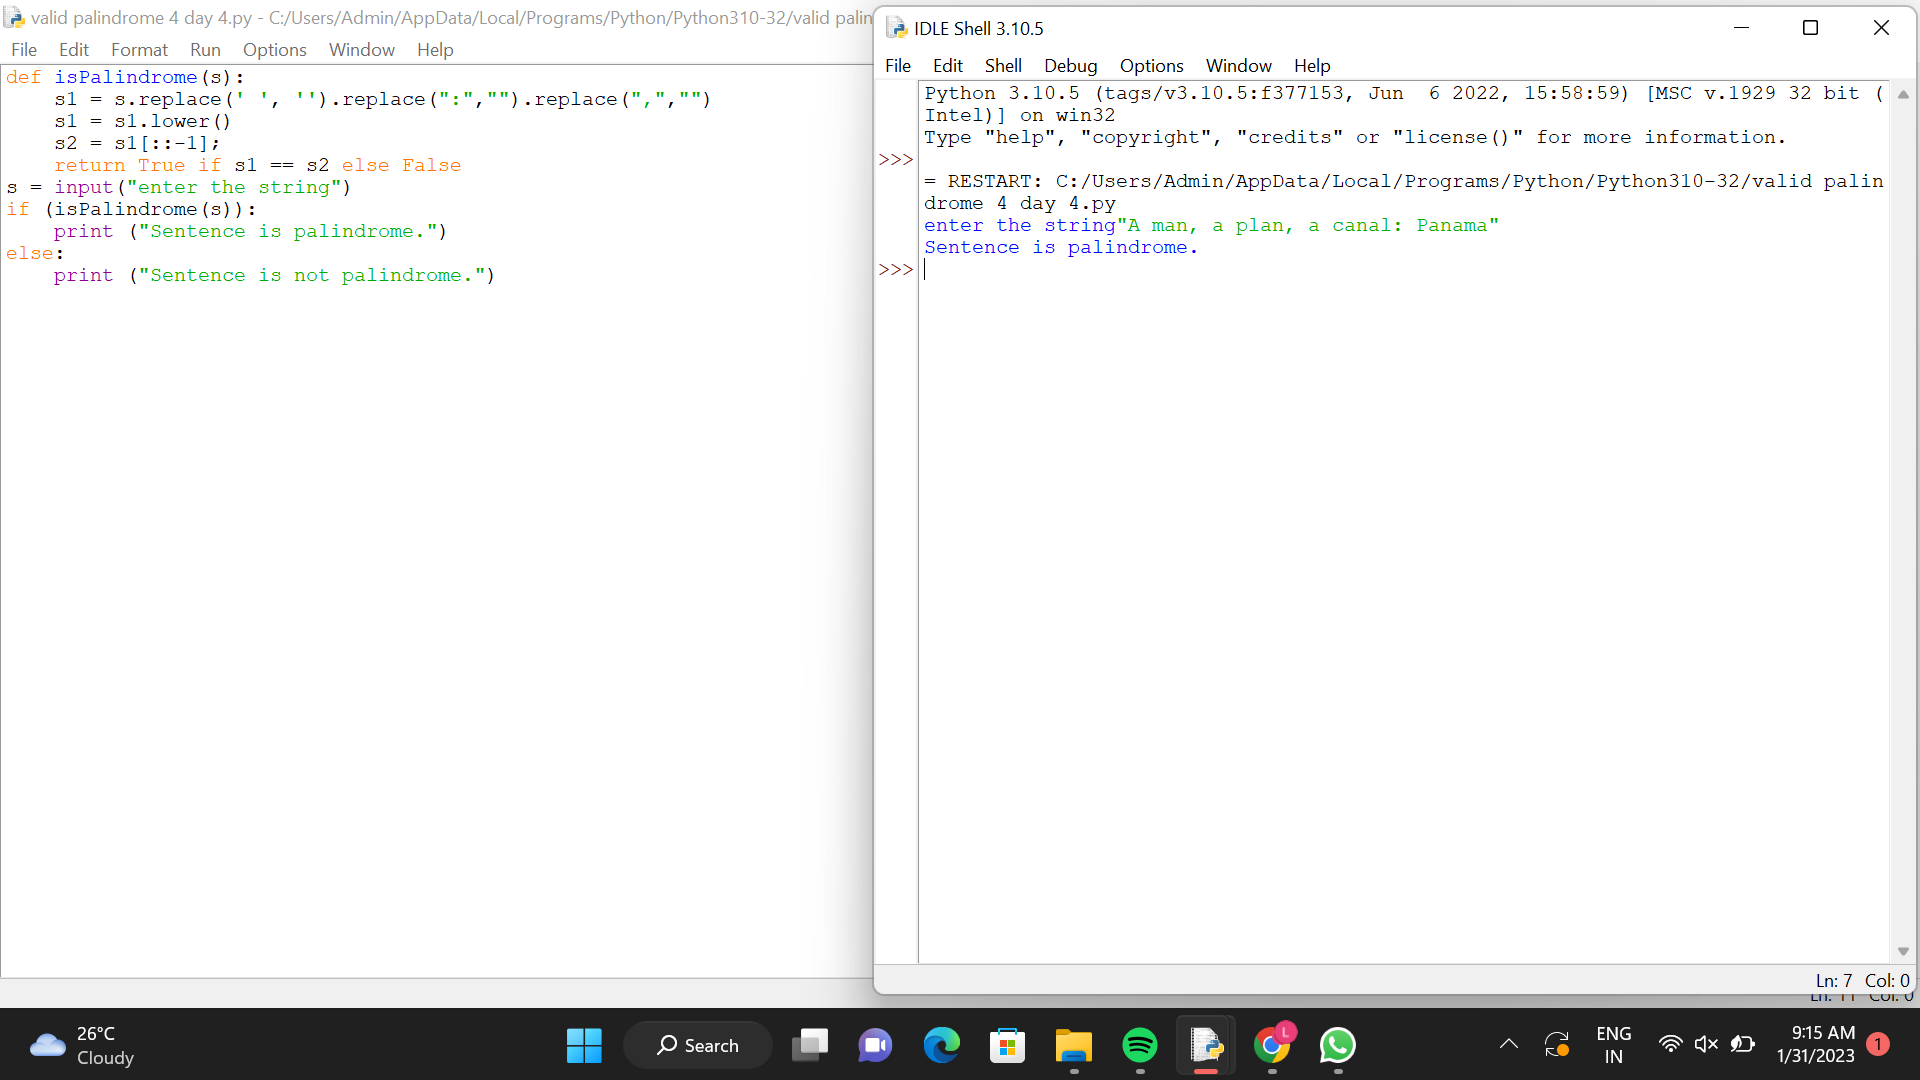 valid palindrome 4 day 4.py - C:/Users/Admin/AppData/Local/Programs/Python/Python310-32/valid palin
File Edit Format Run Options Window Help
def isPalindrome(s):
    s1 = s.replace(' ', '').replace(":","").replace(",","")
    s1 = s1.lower()
    s2 = s1[::-1];
    return True if s1 == s2 else False
s = input("enter the string")
if (isPalindrome(s)):
    print ("Sentence is palindrome.")
else:
    print ("Sentence is not palindrome.")
IDLE Shell 3.10.5
File Edit Shell Debug Options Window Help
Python 3.10.5 (tags/v3.10.5:f377153, Jun  6 2022, 15:58:59) [MSC v.1929 32 bit (
Intel)] on win32
Type "help", "copyright", "credits" or "license()" for more information.
>>>
= RESTART: C:/Users/Admin/AppData/Local/Programs/Python/Python310-32/valid palin
drome 4 day 4.py
enter the string"A man, a plan, a canal: Panama"
Sentence is palindrome.
>>>
Ln: 7 Col: 0
Ln: 11 Col: 0
26°C
Cloudy
Search
L
ENG
IN
9:15 AM
1/31/2023
1